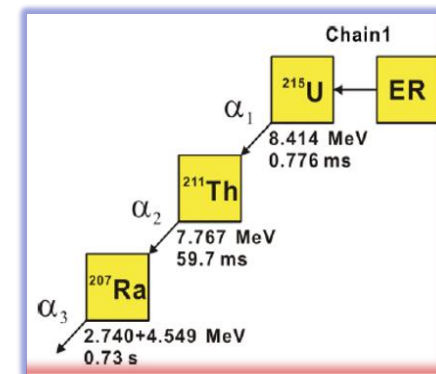 Chain1
²¹⁵U
ER
α₁
8.414 MeV
0.776 ms
²¹¹Th
α₂
7.767 MeV
59.7 ms
²⁰⁷Ra
α₃
2.740+4.549 MeV
0.73 s